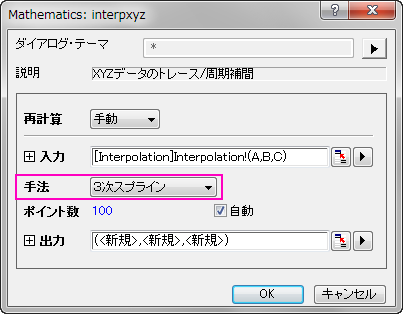 Mathematics: interpxyz
ダイアログ・テーマ *
説明 XYZデータのトレース/周期補間
再計算 手動
入力 [Interpolation]Interpolation!(A,B,C)
手法 3次スプライン
ポイント数 100 自動
出力 (<新規>,<新規>,<新規>)
OK キャンセル